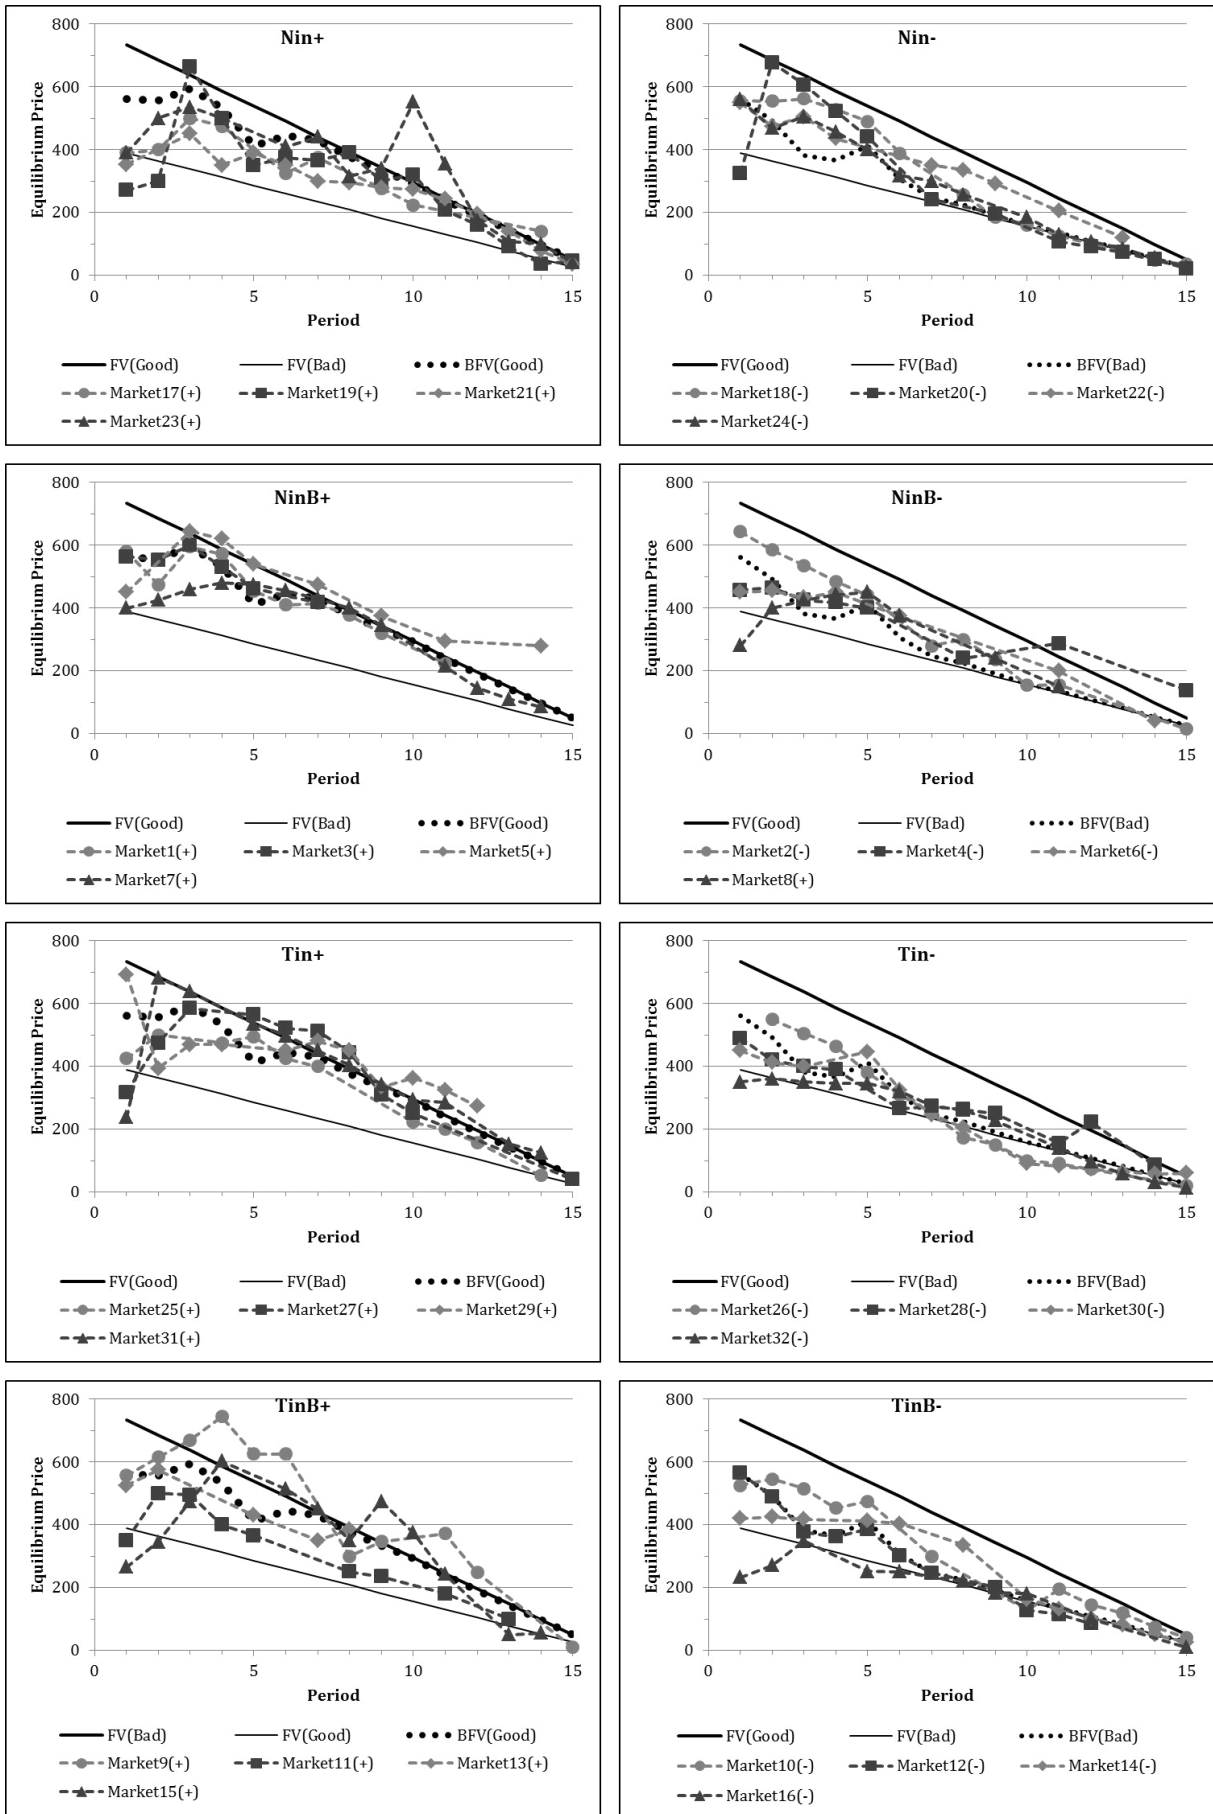 Nin+
Equilibrium Price
800
600
400
200
0
0 5 10 15
Period
FV(Good) FV(Bad) BFV(Good)
Market17(+) Market19(+) Market21(+)
Market23(+)
Nin-
Equilibrium Price
800
600
400
200
0
0 5 10 15
Period
FV(Good) FV(Bad) BFV(Bad)
Market18(-) Market20(-) Market22(-)
Market24(-)
NinB+
Equilibrium Price
800
600
400
200
0
0 5 10 15
Period
FV(Good) FV(Bad) BFV(Good)
Market1(+) Market3(+) Market5(+)
Market7(+)
NinB-
Equilibrium Price
800
600
400
200
0
0 5 10 15
Period
FV(Good) FV(Bad) BFV(Bad)
Market2(-) Market4(-) Market6(-)
Market8(+)
Tin+
Equilibrium Price
800
600
400
200
0
0 5 10 15
Period
FV(Good) FV(Bad) BFV(Good)
Market25(+) Market27(+) Market29(+)
Market31(+)
Tin-
Equilibrium Price
800
600
400
200
0
0 5 10 15
Period
FV(Good) FV(Bad) BFV(Bad)
Market26(-) Market28(-) Market30(-)
Market32(-)
TinB+
Equilibrium Price
800
600
400
200
0
0 5 10 15
Period
FV(Bad) FV(Good) BFV(Good)
Market9(+) Market11(+) Market13(+)
Market15(+)
TinB-
Equilibrium Price
800
600
400
200
0
0 5 10 15
Period
FV(Good) FV(Bad) BFV(Bad)
Market10(-) Market12(-) Market14(-)
Market16(-)